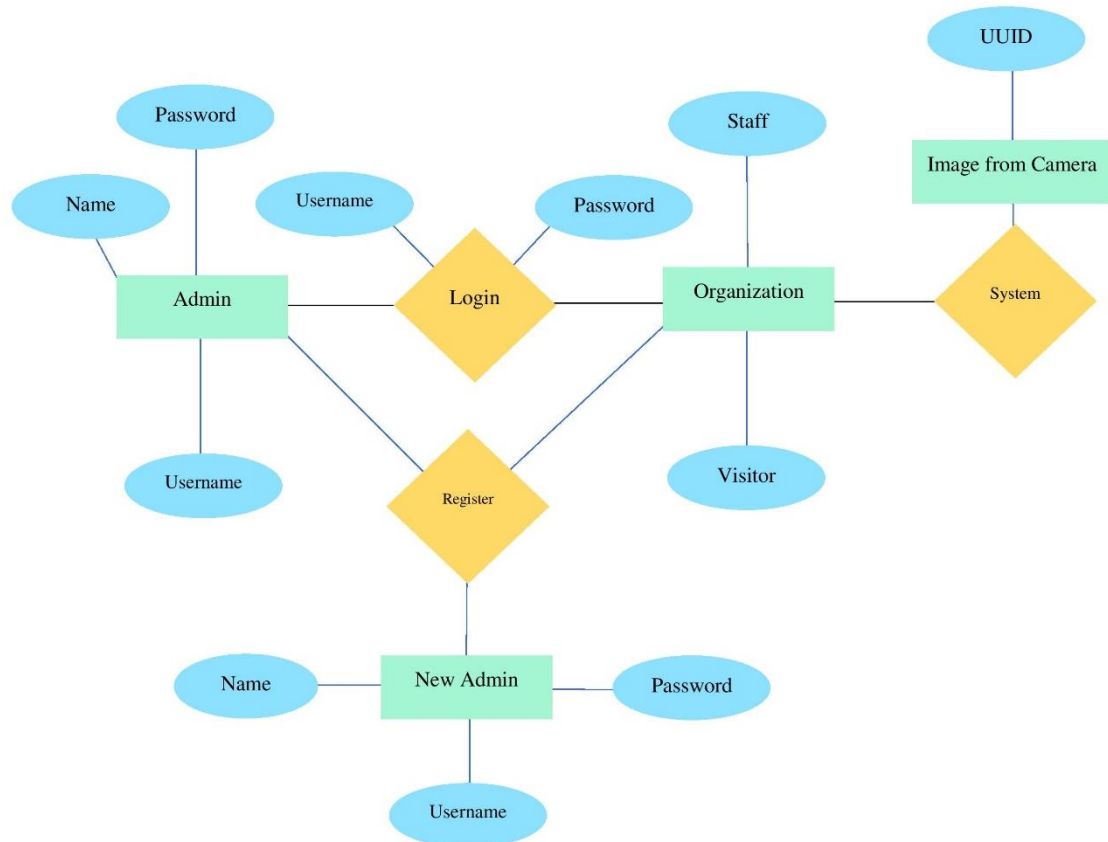 UUID
Password
Staff
Image from Camera
Name
Username
Password
Admin
Login
Organization
System
Username
Register
Visitor
Name
New Admin
Password
Username